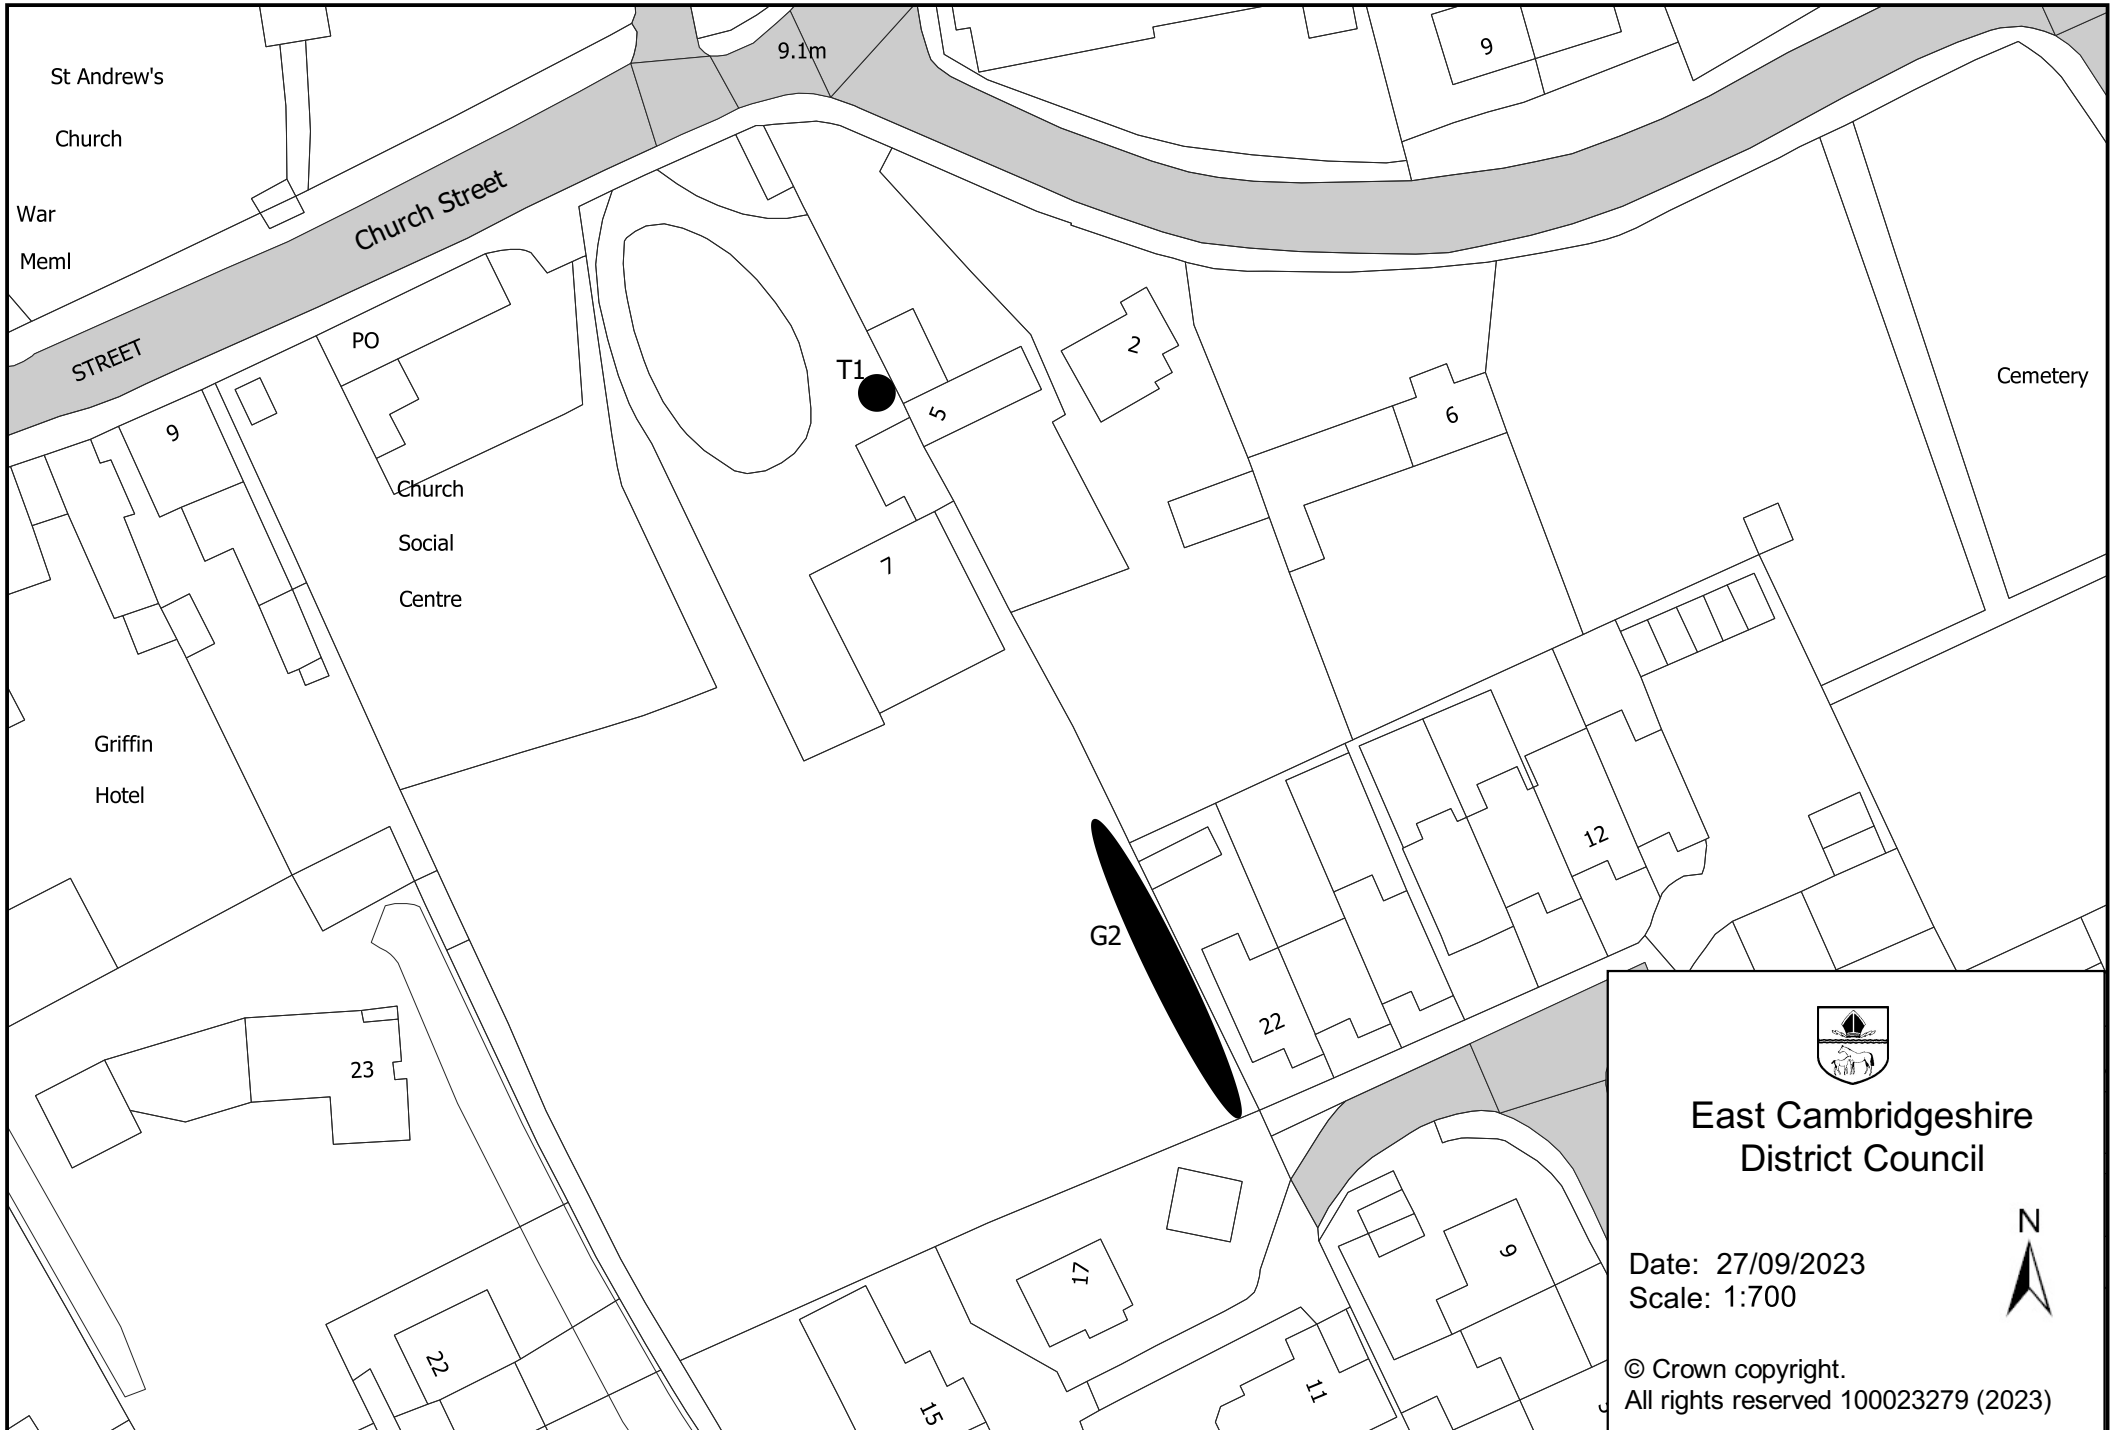 St Andrew's
Church
War
Meml
9.1m
9
Church Street
STREET
PO
9
T1
5
2
6
Cemetery
Church
Social
Centre
7
Griffin
Hotel
12
G2
22
23
17
9
22
15
11
East Cambridgeshire
District Council
N
Date: 27/09/2023
Scale: 1:700
© Crown copyright.
All rights reserved 100023279 (2023)